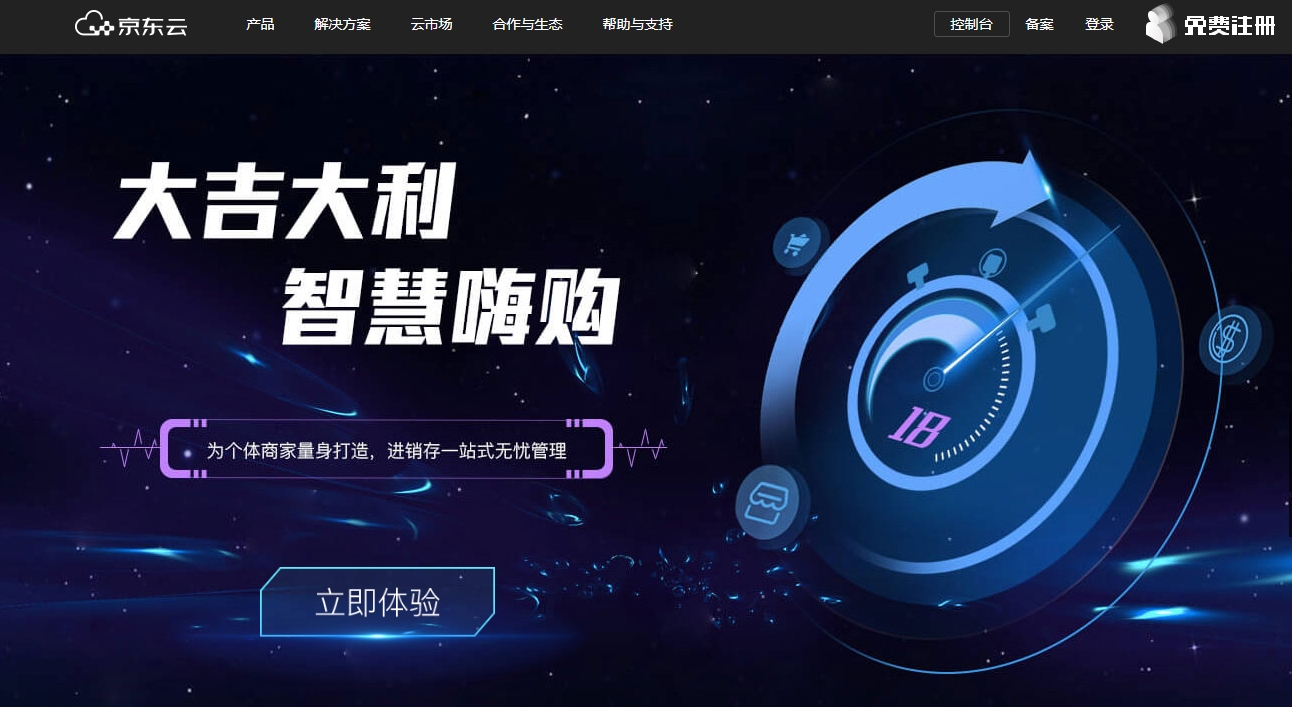 京东云 产品 解决方案 云市场 合作与生态 帮助与支持 控制台 备案 登录 免费注册
大吉大利
智慧嗨购
为个体商家量身打造，进销存一站式无忧管理
18
立即体验